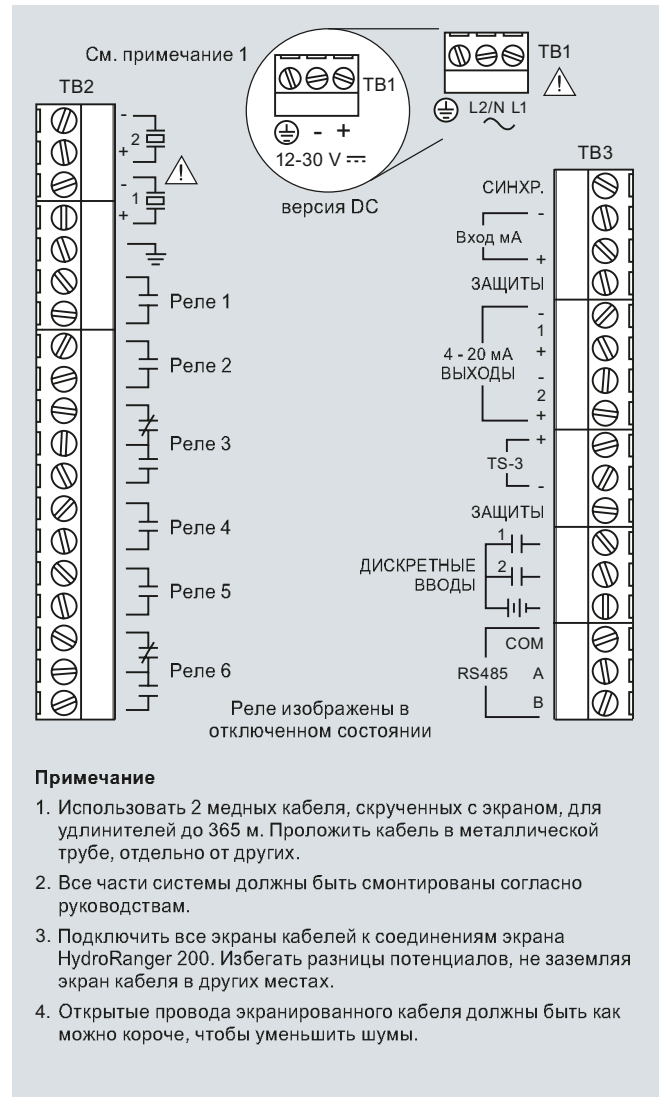 См. примечание 1
TB1
TB1
TB2
L2/N L1
- +
12-30 V
версия DC
TB3
-
2
+
-
1
+
Реле 1
Реле 2
Реле 3
Реле 4
Реле 5
Реле 6
СИНХР.
-
Вход мА
+
ЗАЩИТЫ
-
1
+
4 - 20 мА
ВЫХОДЫ
-
2
+
+
TS-3
-
ЗАЩИТЫ
1
ДИСКРЕТНЫЕ
ВВОДЫ
2
COM
RS485 A
B
Реле изображены в
отключенном состоянии
Примечание
1. Использовать 2 медных кабеля, скрученных с экраном, для
удлинителей до 365 м. Проложить кабель в металлической
трубе, отдельно от других.
2. Все части системы должны быть смонтированы согласно
руководствам.
3. Подключить все экраны кабелей к соединениям экрана
HydroRanger 200. Избегать разницы потенциалов, не заземляя
экран кабеля в других местах.
4. Открытые провода экранированного кабеля должны быть как
можно короче, чтобы уменьшить шумы.